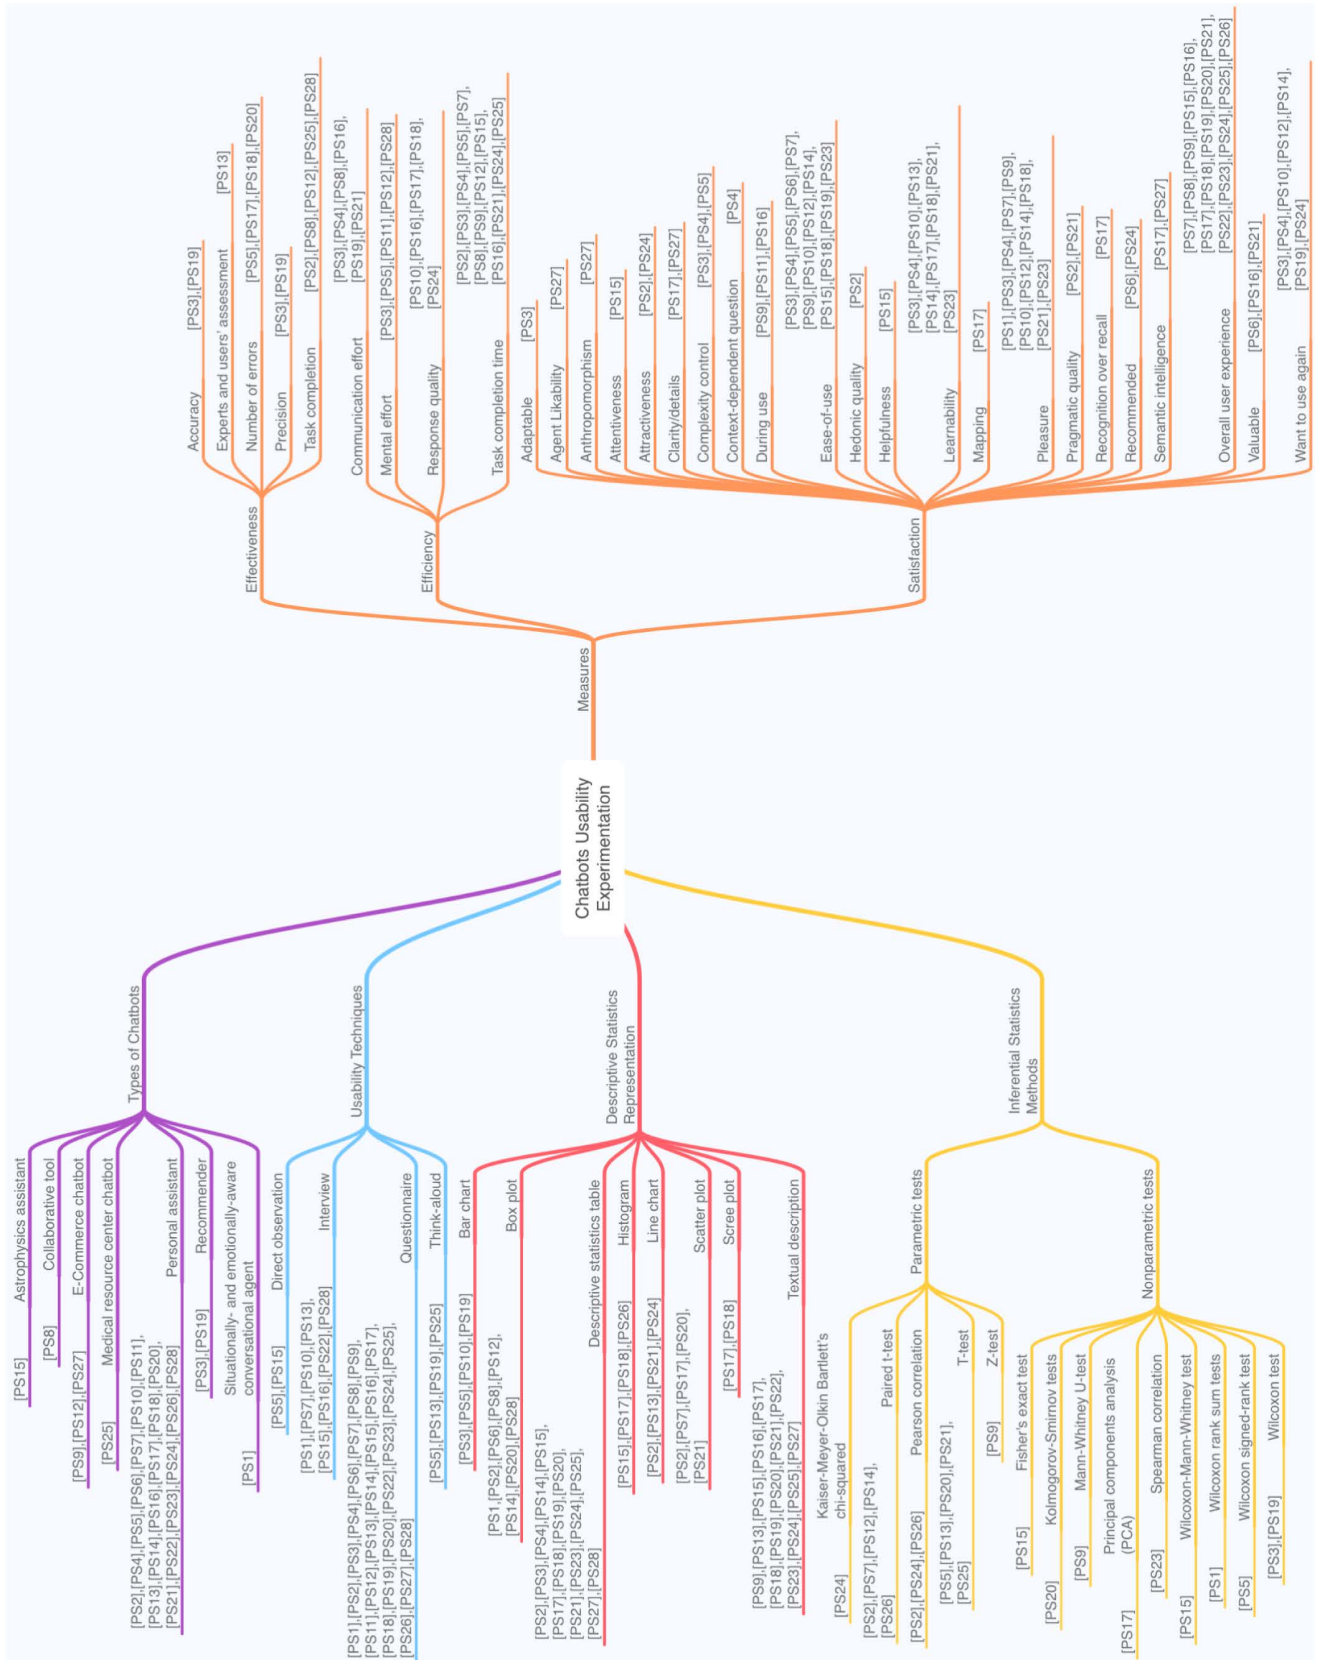 Chatbots Usability
Experimentation
Types of Chatbots
Astrophysics assistant
[PS15]
Collaborative tool
[PS8]
E-Commerce chatbot
[PS9],[PS12],[PS27]
Medical resource center chatbot
[PS25]
Personal assistant
[PS2],[PS4],[PS5],[PS6],[PS7],[PS10],[PS11],
[PS13],[PS14],[PS16],[PS17],[PS18],[PS20],
[PS21],[PS22],[PS23],[PS24],[PS26],[PS28]
Recommender
[PS3],[PS19]
Situationally- and emotionally-aware
conversational agent
[PS1]
Usability Techniques
Direct observation
[PS5],[PS15]
Interview
[PS1],[PS7],[PS10],[PS13],
[PS15],[PS16],[PS22],[PS28]
Questionnaire
[PS1],[PS2],[PS3],[PS4],[PS6],[PS7],[PS8],[PS9],
[PS11],[PS12],[PS13],[PS14],[PS15],[PS16],[PS17],
[PS18],[PS19],[PS20],[PS22],[PS23],[PS24],[PS25],
[PS26],[PS27],[PS28]
Think-aloud
[PS5],[PS13],[PS19],[PS25]
Descriptive Statistics
Representation
Bar chart
[PS3],[PS5],[PS10],[PS19]
Box plot
[PS1,[PS2],[PS6],[PS8],[PS12],
[PS14],[PS20],[PS28]
Descriptive statistics table
[PS2],[PS3],[PS4],[PS14],[PS15],
[PS17],[PS18],[PS19],[PS20],
[PS21],[PS23],[PS24],[PS25],
[PS27],[PS28]
Histogram
[PS15],[PS17],[PS18],[PS26]
Line chart
[PS2],[PS13],[PS21],[PS24]
Scatter plot
[PS2],[PS7],[PS17],[PS20],
[PS21]
Scree plot
[PS17],[PS18]
Textual description
[PS9],[PS13],[PS15],[PS16],[PS17],
[PS18],[PS19],[PS20],[PS21],[PS22],
[PS23],[PS24],[PS25],[PS27]
Inferential Statistics
Methods
Parametric tests
Kaiser-Meyer-Olkin Bartlett's
chi-squared
[PS24]
Paired t-test
[PS2],[PS7],[PS12],[PS14],
[PS26]
Pearson correlation
[PS2],[PS24],[PS26]
T-test
[PS5],[PS13],[PS20],[PS21],
[PS25]
Z-test
[PS9]
Nonparametric tests
Fisher's exact test
[PS15]
Kolmogorov-Smirnov tests
[PS20]
Mann-Whitney U-test
[PS9]
Principal components analysis
(PCA)
[PS17]
Spearman correlation
[PS23]
Wilcoxon-Mann-Whitney test
[PS15]
Wilcoxon rank sum tests
[PS1]
Wilcoxon signed-rank test
[PS5]
Wilcoxon test
[PS3],[PS19]
Measures
Effectiveness
Accuracy
[PS3],[PS19]
Experts and users' assessment
[PS13]
Number of errors
[PS5],[PS17],[PS18],[PS20]
Precision
[PS3],[PS19]
Task completion
[PS2],[PS8],[PS12],[PS25],[PS28]
Efficiency
Communication effort
[PS3],[PS4],[PS8],[PS16],
[PS19],[PS21]
Mental effort
[PS3],[PS5],[PS11],[PS12],[PS28]
Response quality
[PS10],[PS16],[PS17],[PS18],
[PS24]
Task completion time
[PS2],[PS3],[PS4],[PS5],[PS7],
[PS8],[PS9],[PS12],[PS15],
[PS16],[PS21],[PS24],[PS25]
Satisfaction
Adaptable
[PS3]
Agent Likability
[PS27]
Anthropomorphism
[PS27]
Attentiveness
[PS15]
Attractiveness
[PS2],[PS24]
Clarity/details
[PS17],[PS27]
Complexity control
[PS3],[PS4],[PS5]
Context-dependent question
[PS4]
During use
[PS9],[PS11],[PS16]
Ease-of-use
[PS3],[PS4],[PS5],[PS6],[PS7],
[PS9],[PS10],[PS12],[PS14],
[PS15],[PS18],[PS19],[PS23]
Hedonic quality
[PS2]
Helpfulness
[PS15]
Learnability
[PS3],[PS4],[PS10],[PS13],
[PS14],[PS17],[PS18],[PS21],
[PS23]
Mapping
[PS17]
Pleasure
[PS1],[PS3],[PS4],[PS7],[PS9],
[PS10],[PS12],[PS14],[PS18],
[PS21],[PS23]
Pragmatic quality
[PS2],[PS21]
Recognition over recall
[PS17]
Recommended
[PS6],[PS24]
Semantic intelligence
[PS17],[PS27]
Overall user experience
[PS7],[PS8],[PS9],[PS15],[PS16],
[PS17],[PS18],[PS19],[PS20],[PS21],
[PS22],[PS23],[PS24],[PS25],[PS26]
Valuable
[PS6],[PS16],[PS21]
Want to use again
[PS3],[PS4],[PS10],[PS12],[PS14],
[PS19],[PS24]